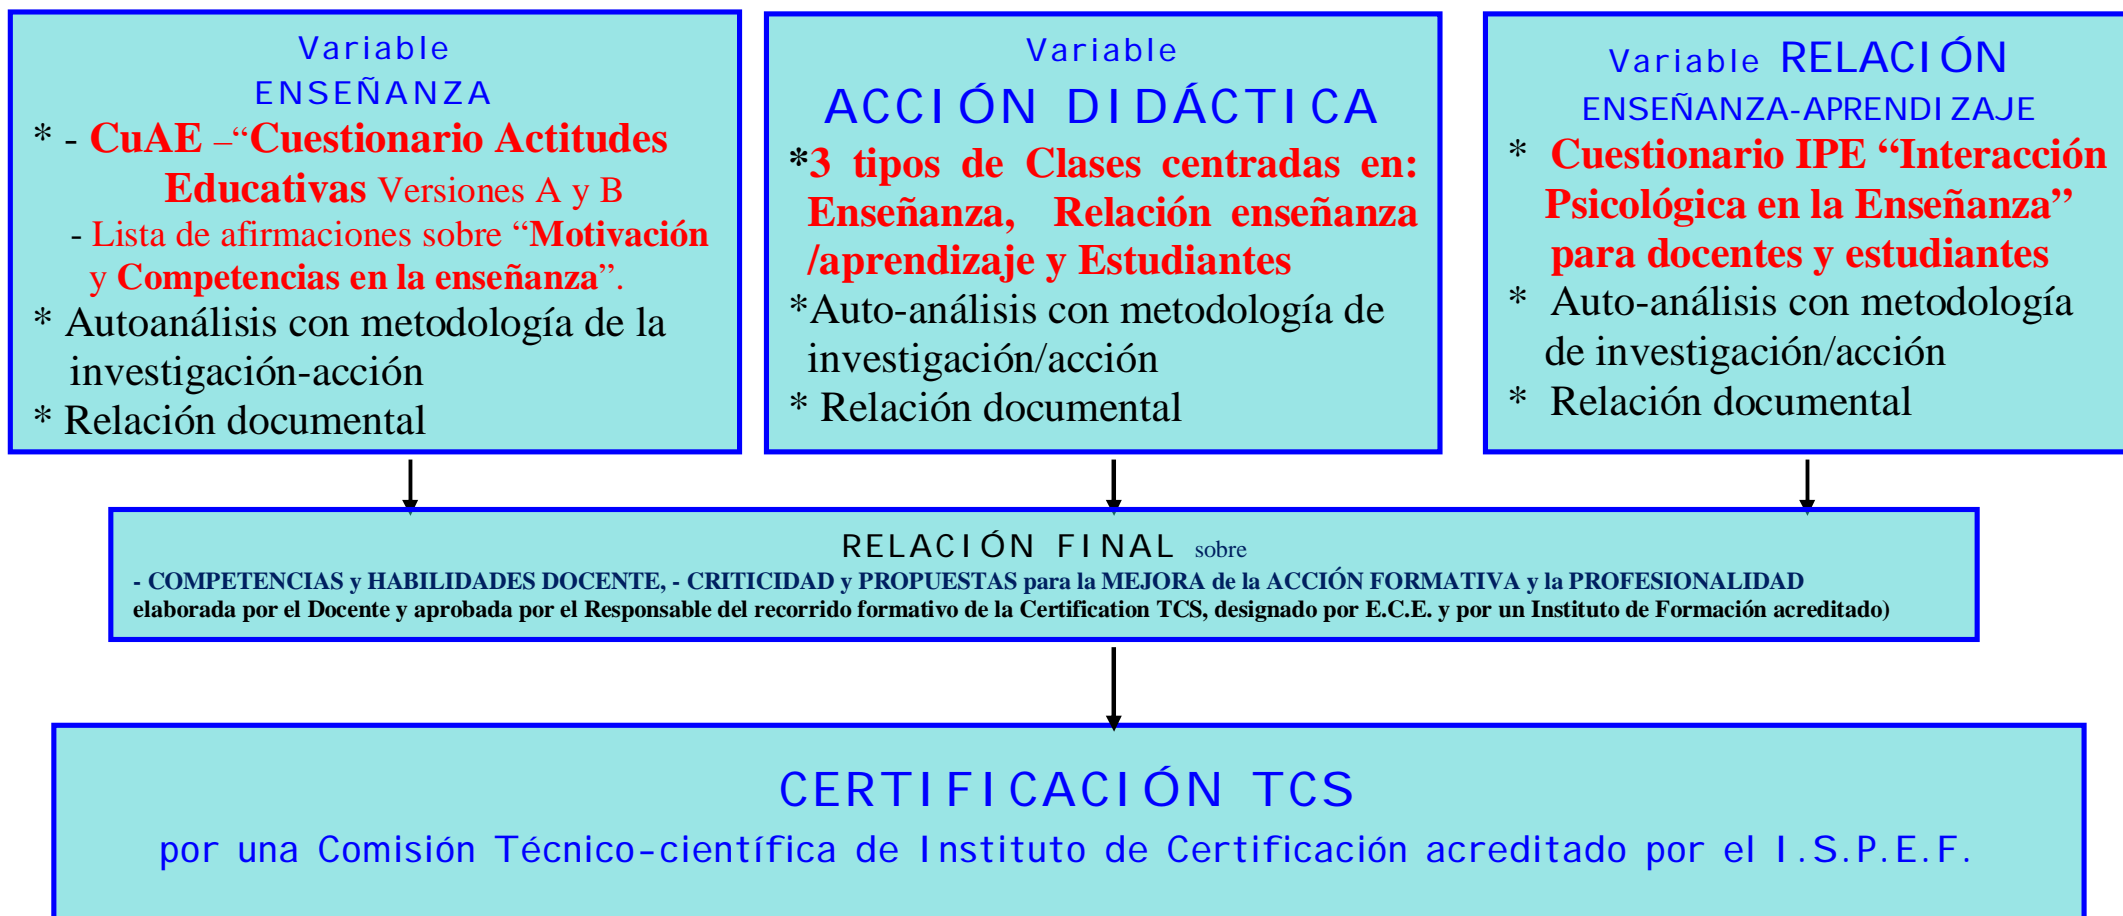 Variable
ENSEÑANZA
* - CuAE –“Cuestionario Actitudes
Educativas Versiones A y B
- Lista de afirmaciones sobre “Motivación
y Competencias en la enseñanza”.
* Autoanálisis con metodología de la
investigación-acción
* Relación documental
Variable
ACCIÓN DIDÁCTICA
*3 tipos de Clases centradas en:
Enseñanza, Relación enseñanza
/aprendizaje y Estudiantes
*Auto-análisis con metodología de
investigación/acción
* Relación documental
Variable RELACIÓN
ENSEÑANZA-APRENDIZAJE
* Cuestionario IPE “Interacción
Psicológica en la Enseñanza”
para docentes y estudiantes
* Auto-análisis con metodología
de investigación/acción
* Relación documental
RELACIÓN FINAL sobre
- COMPETENCIAS y HABILIDADES DOCENTE, - CRITICIDAD y PROPUESTAS para la MEJORA de la ACCIÓN FORMATIVA y la PROFESIONALIDAD
elaborada por el Docente y aprobada por el Responsable del recorrido formativo de la Certification TCS, designado por E.C.E. y por un Instituto de Formación acreditado)
CERTIFICACIÓN TCS
por una Comisión Técnico-científica de Instituto de Certificación acreditado por el I.S.P.E.F.